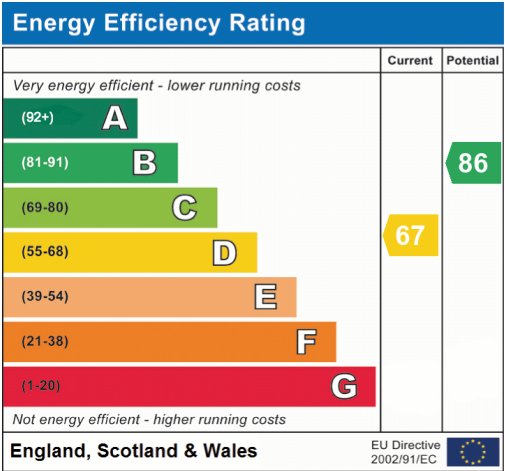 Energy Efficiency Rating
Current Potential
Very energy efficient - lower running costs
(92+) A
(81-91) B
86
(69-80) C
67
(55-68) D
(39-54) E
(21-38) F
(1-20) G
Not energy efficient - higher running costs
England, Scotland & Wales
EU Directive
2002/91/EC